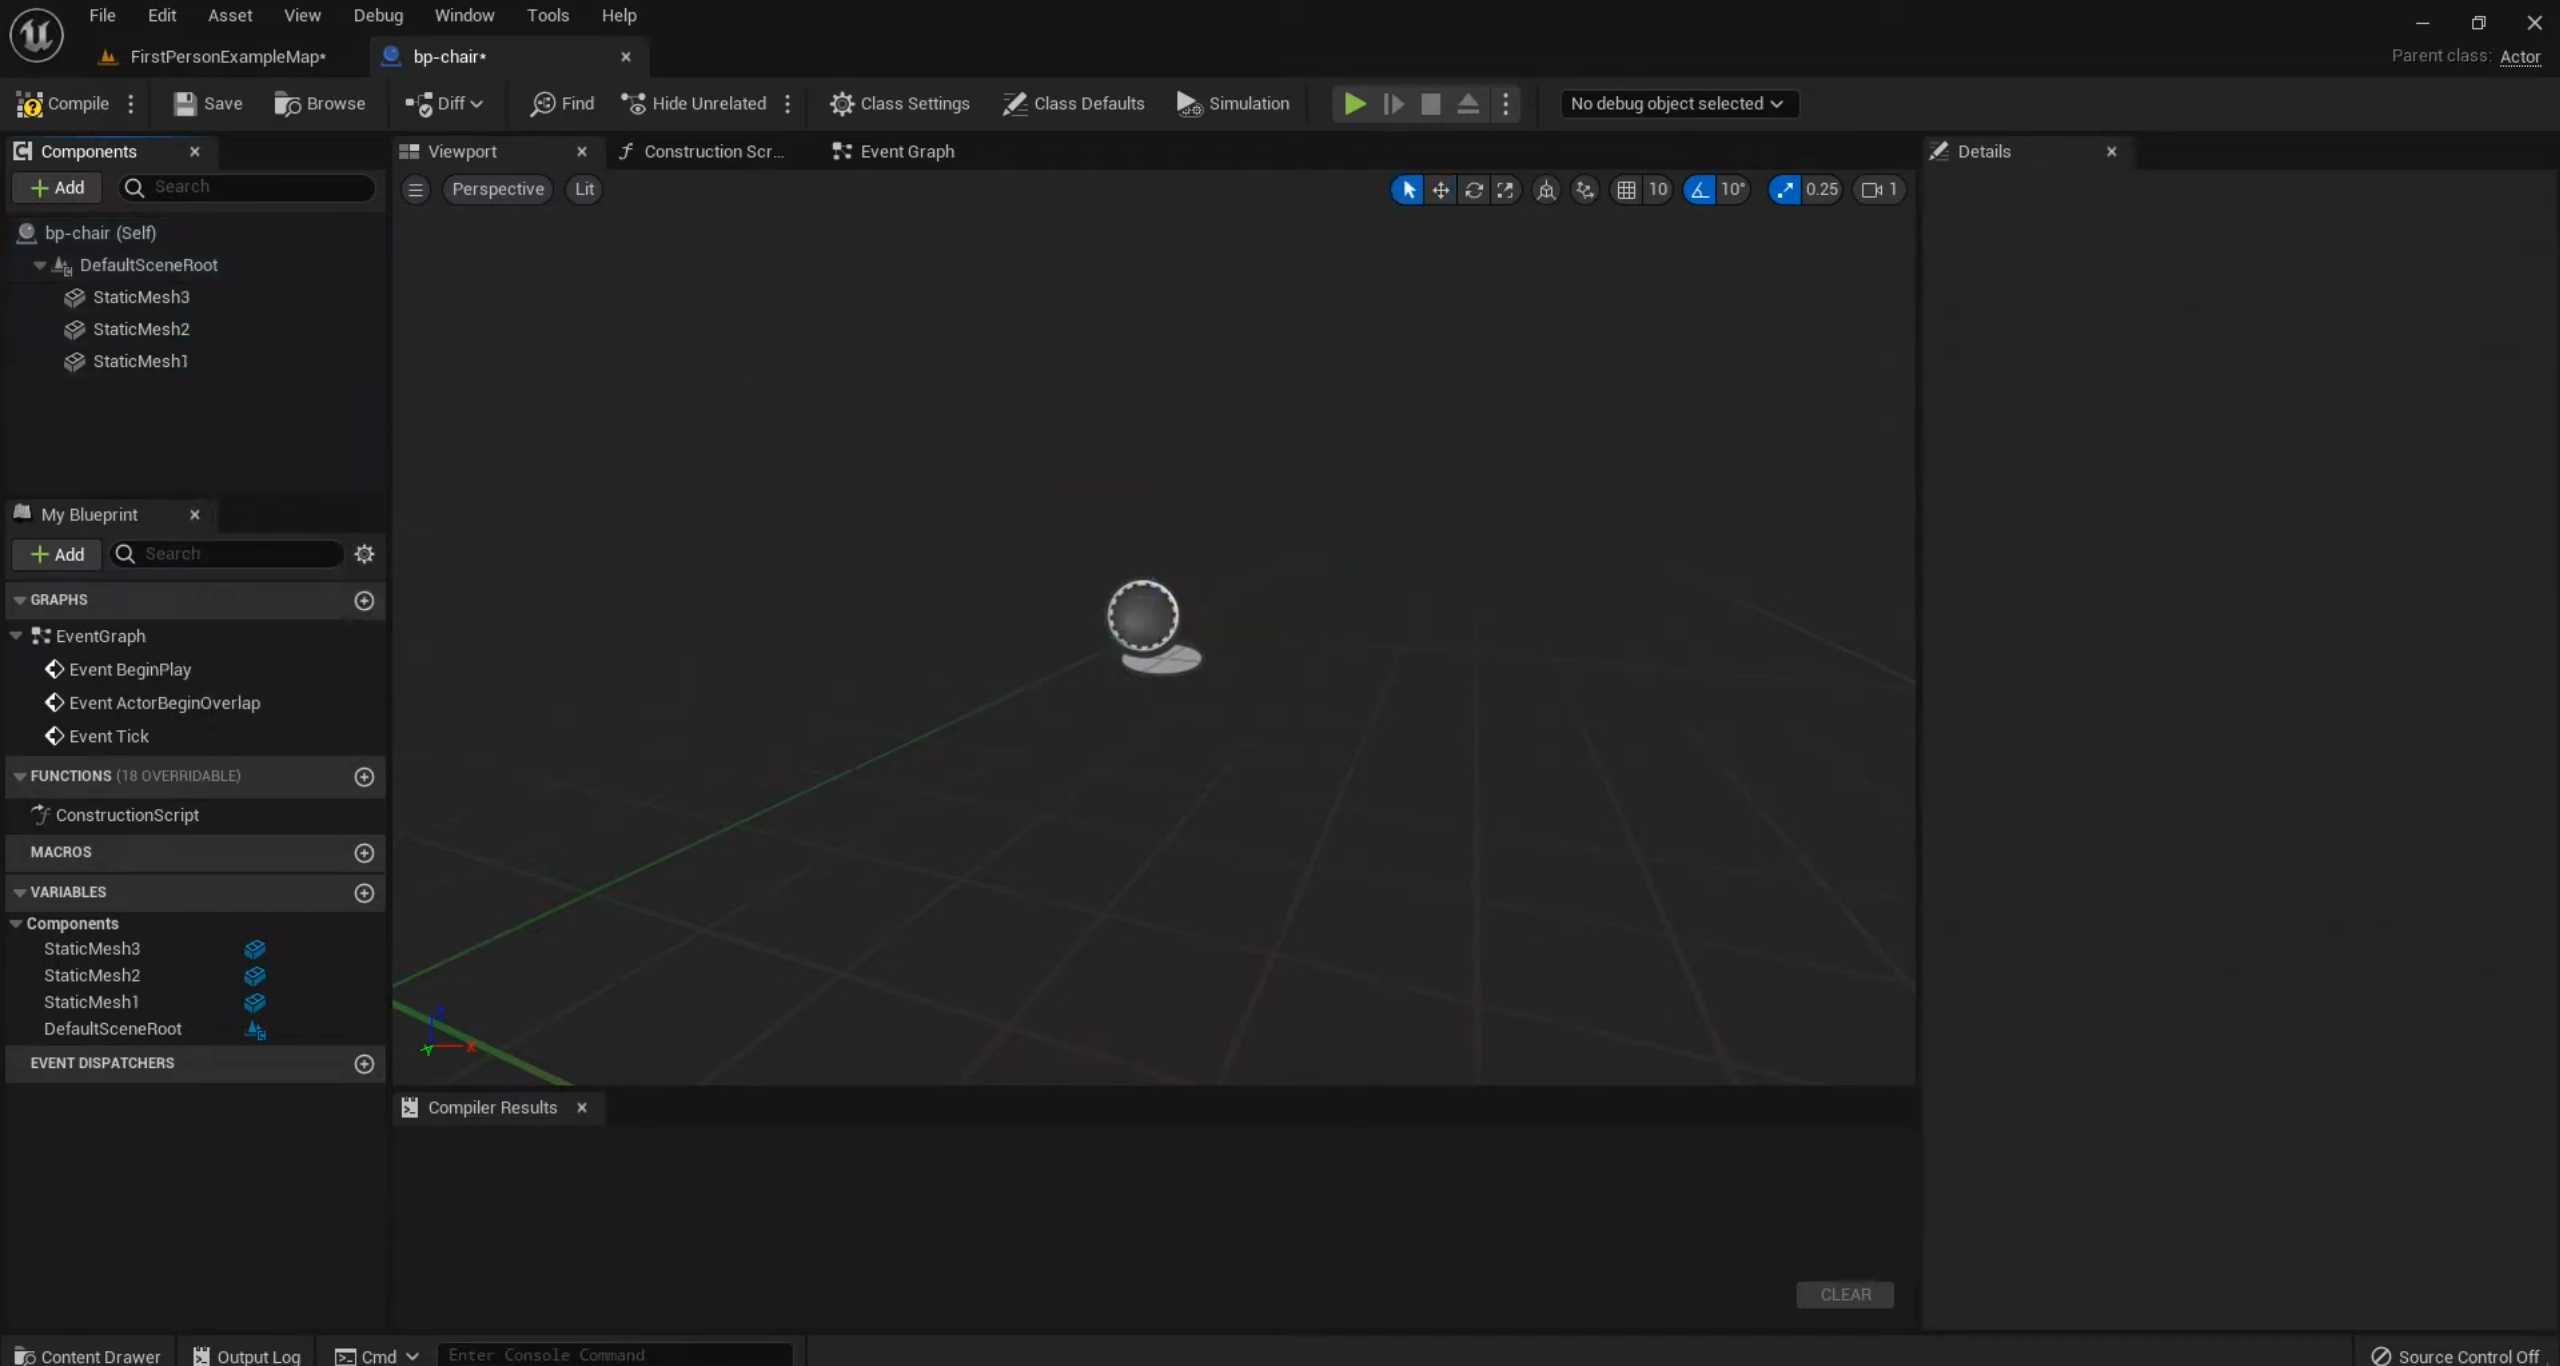 File Edit Asset View Debug Window Tools Help
FirstPersonExampleMap* bp-chair* Parent class: Actor
Compile Save Browse Diff Find Hide Unrelated Class Settings Class Defaults Simulation No debug object selected
Components Viewport Construction Scr... Event Graph Details
Add Search Perspective Lit 10 10° 0.25 1
bp-chair (Self)
DefaultSceneRoot
StaticMesh3
StaticMesh2
StaticMesh1
My Blueprint
Add Search
GRAPHS
EventGraph
Event BeginPlay
Event ActorBeginOverlap
Event Tick
FUNCTIONS (18 OVERRIDABLE)
ConstructionScript
MACROS
VARIABLES
Components
StaticMesh3
StaticMesh2
StaticMesh1
DefaultSceneRoot
EVENT DISPATCHERS
X
Y
Compiler Results
CLEAR
Content Drawer Output Log Cmd Enter Console Command Source Control Off